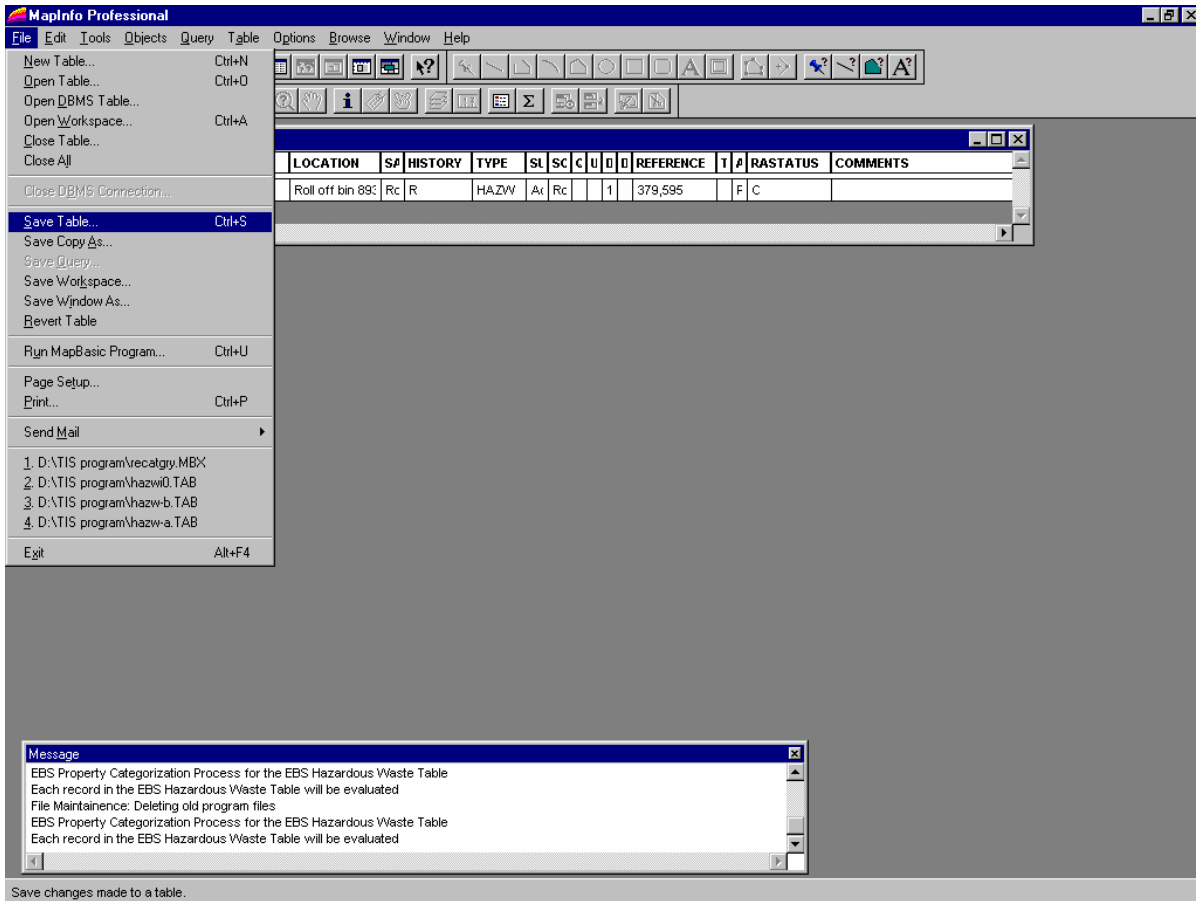 MapInfo Professional
File Edit Tools Objects Query Table Options Browse Window Help
New Table... Ctrl+N
Open Table... Ctrl+O
Open DBMS Table...
Open Workspace... Ctrl+A
Close Table...
Close All
Close DBMS Connection...
Save Table... Ctrl+S
Save Copy As...
Save Query...
Save Workspace...
Save Window As...
Revert Table
Run MapBasic Program... Ctrl+U
Page Setup...
Print... Ctrl+P
Send Mail
1. D:\TIS program\recatgry.MBX
2. D:\TIS program\hazwi0.TAB
3. D:\TIS program\hazw-b.TAB
4. D:\TIS program\hazw-a.TAB
Exit Alt+F4
LOCATION SA HISTORY TYPE SU SC C U D D REFERENCE T A RASTATUS COMMENTS
Roll off bin 893 Ro R HAZW Ac Ro 1 379,595 F C
Message
EBS Property Categorization Process for the EBS Hazardous Waste Table
Each record in the EBS Hazardous Waste Table will be evaluated
File Maintainence: Deleting old program files
EBS Property Categorization Process for the EBS Hazardous Waste Table
Each record in the EBS Hazardous Waste Table will be evaluated
Save changes made to a table.